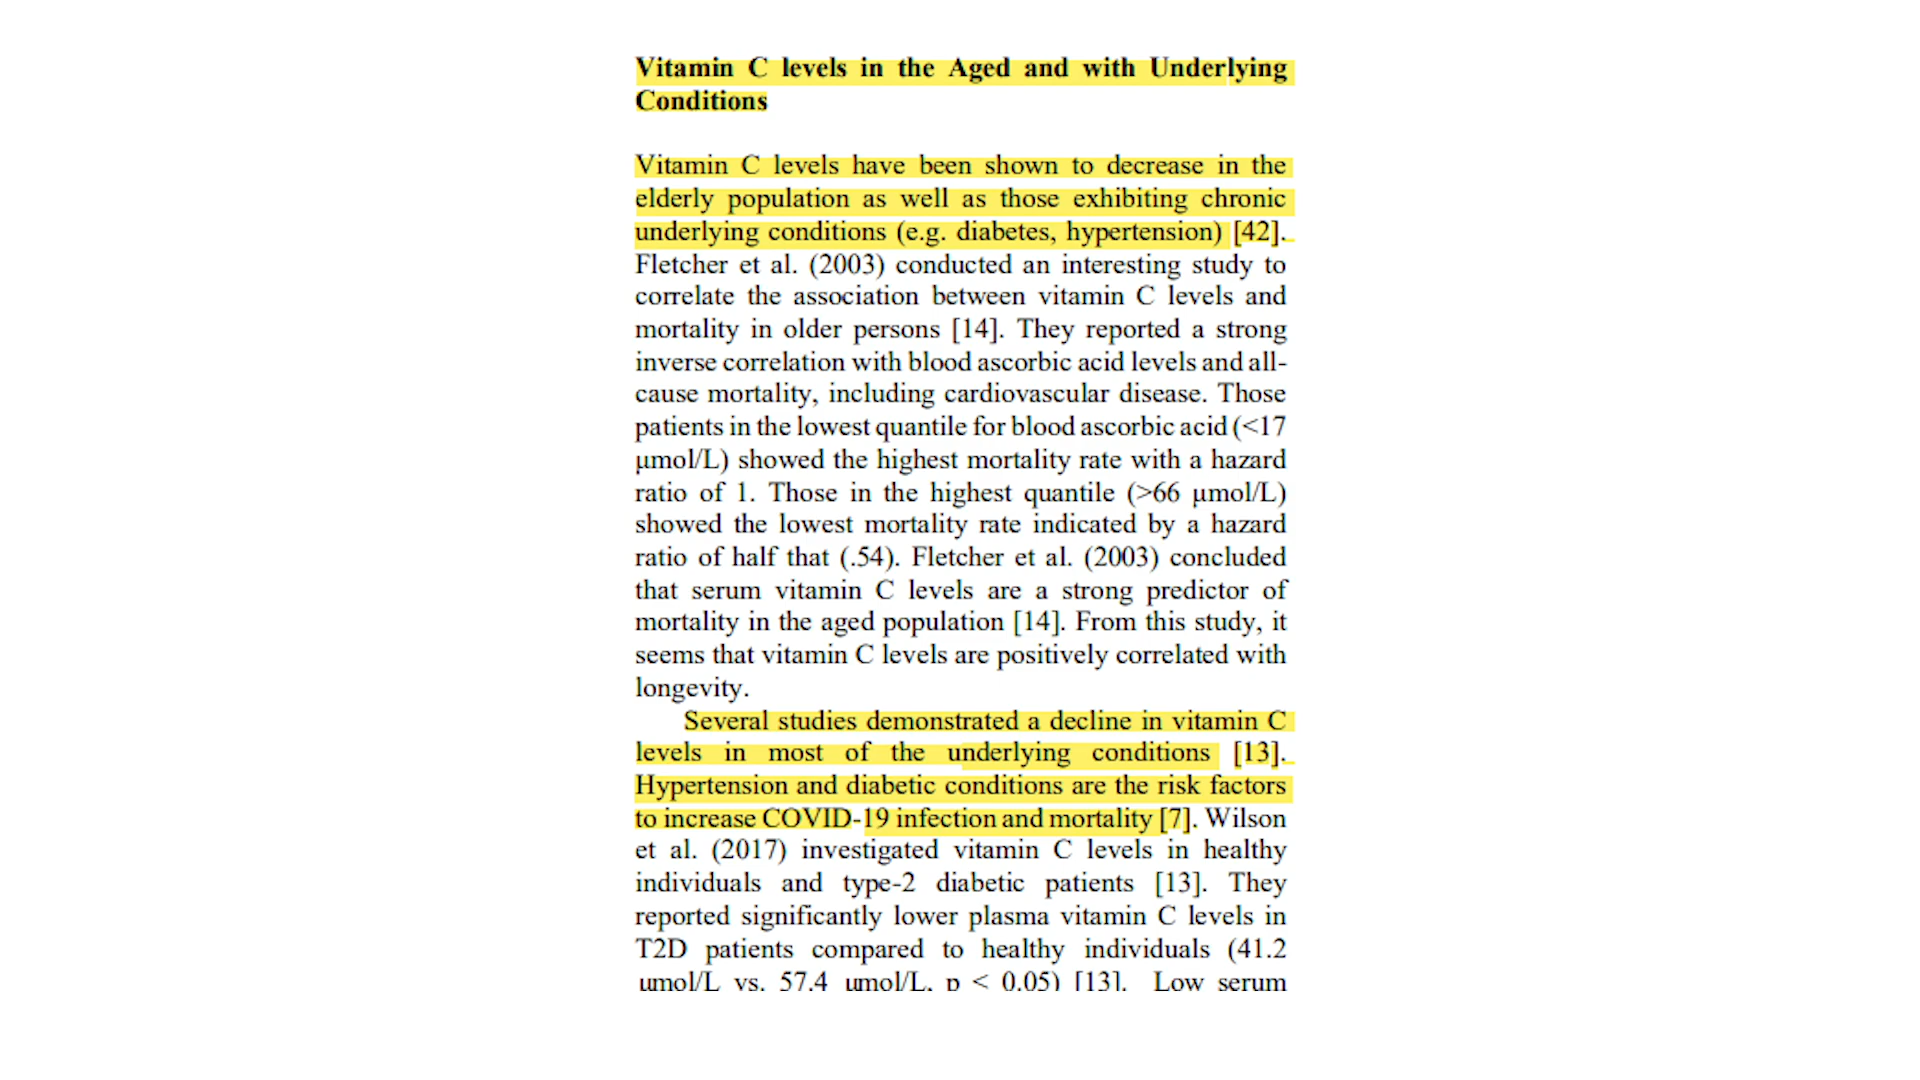 Vitamin C levels in the Aged and with Underlying
Conditions
Vitamin C levels have been shown to decrease in the
elderly population as well as those exhibiting chronic
underlying conditions (e.g. diabetes, hypertension) [42].
Fletcher et al. (2003) conducted an interesting study to
correlate the association between vitamin C levels and
mortality in older persons [14]. They reported a strong
inverse correlation with blood ascorbic acid levels and all-
cause mortality, including cardiovascular disease. Those
patients in the lowest quantile for blood ascorbic acid (<17
μmol/L) showed the highest mortality rate with a hazard
ratio of 1. Those in the highest quantile (>66 μmol/L)
showed the lowest mortality rate indicated by a hazard
ratio of half that (.54). Fletcher et al. (2003) concluded
that serum vitamin C levels are a strong predictor of
mortality in the aged population [14]. From this study, it
seems that vitamin C levels are positively correlated with
longevity.
Several studies demonstrated a decline in vitamin C
levels in most of the underlying conditions [13].
Hypertension and diabetic conditions are the risk factors
to increase COVID-19 infection and mortality [7]. Wilson
et al. (2017) investigated vitamin C levels in healthy
individuals and type-2 diabetic patients [13]. They
reported significantly lower plasma vitamin C levels in
T2D patients compared to healthy individuals (41.2
μmol/L vs. 57.4 μmol/L, p < 0.05) [13]. Low serum